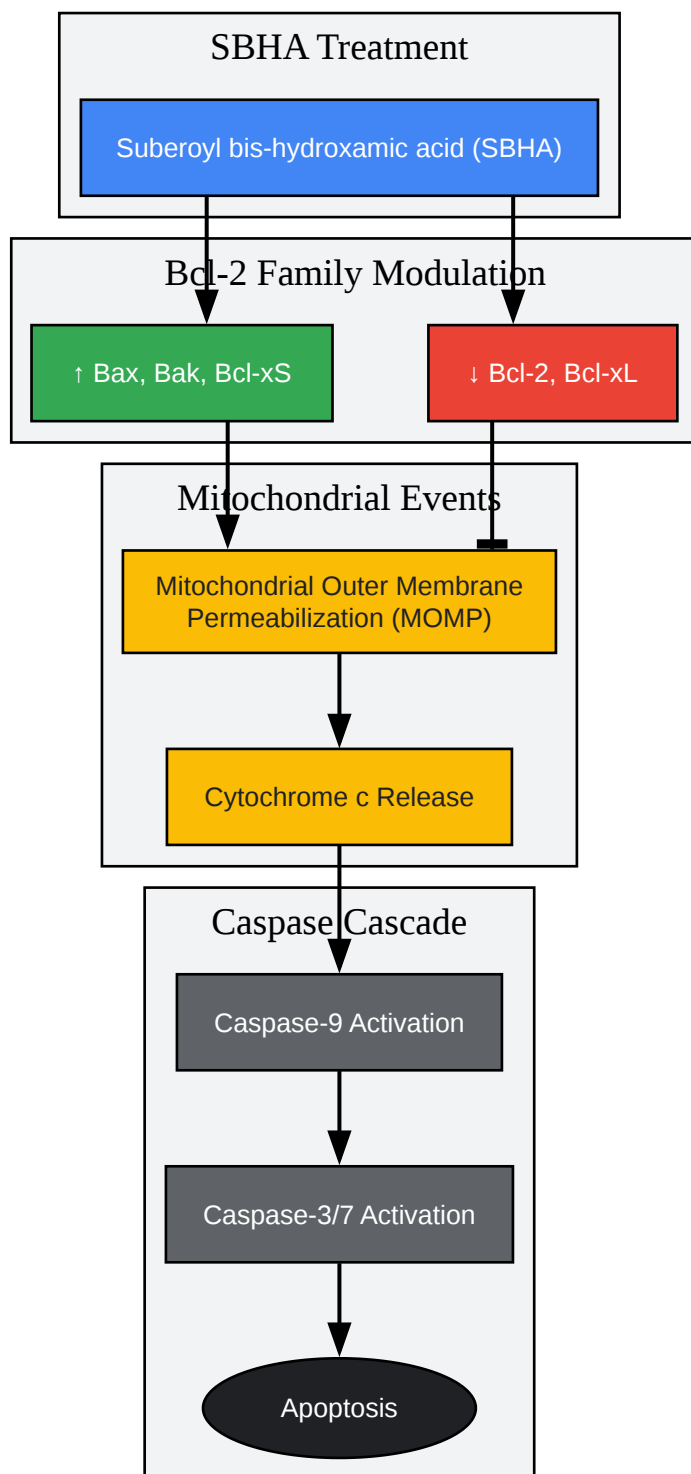 SBHA Treatment
Suberoyl bis-hydroxamic acid (SBHA)
Bcl-2 Family Modulation
↑ Bax, Bak, Bcl-xS
↓ Bcl-2, Bcl-xL
Mitochondrial Events
Mitochondrial Outer Membrane
Permeabilization (MOMP)
Cytochrome c Release
Caspase Cascade
Caspase-9 Activation
Caspase-3/7 Activation
Apoptosis